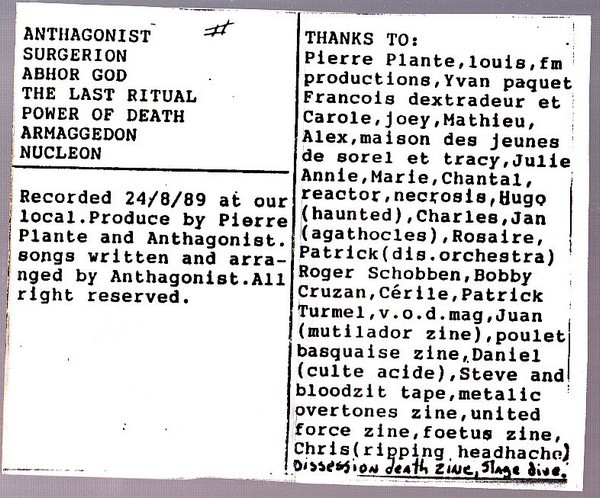 ANTHAGONIST #
SURGERION
ABHOR GOD
THE LAST RITUAL
POWER OF DEATH
ARMAGGEDON
NUCLEON
Recorded 24/8/89 at our
local.Produce by Pierre
Plante and Anthagonist.
songs written and arra-
nged by Anthagonist.All
right reserved.
THANKS TO:
Pierre Plante,louis,fm
productions,Yvan paquet
Francois dextradeur et
Carole,joey,Mathieu,
Alex,maison des jeunes
de sorel et tracy,Julie
Annie,Marie,Chantal,
reactor,necrosis,Hugo
(haunted),Charles,Jan
(agathocles),Rosaire,
Patrick(dis.orchestra)
Roger Schobben,Bobby
Cruzan,Cérile,Patrick
Turmel,v.o.d.mag,Juan
(mutilador zine),poulet
basquaise zine,Daniel
(culte acide),Steve and
bloodzit tape,metalic
overtones zine,united
force zine,foetus zine,
Chris(ripping headhache)
Dissession death zine, Stage dive.